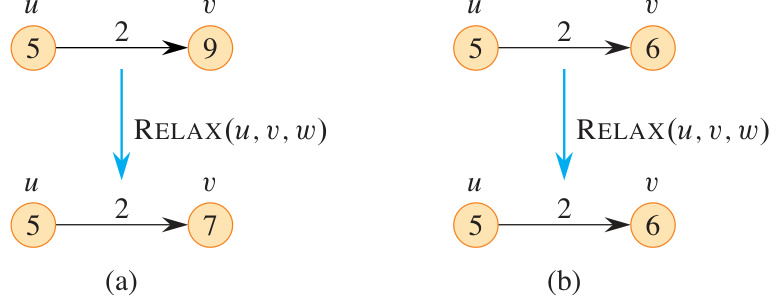 u v u v
5 2 9 5 2 6
RELAX(u, v, w) RELAX(u, v, w)
u v u v
5 2 7 5 2 6
(a) (b)